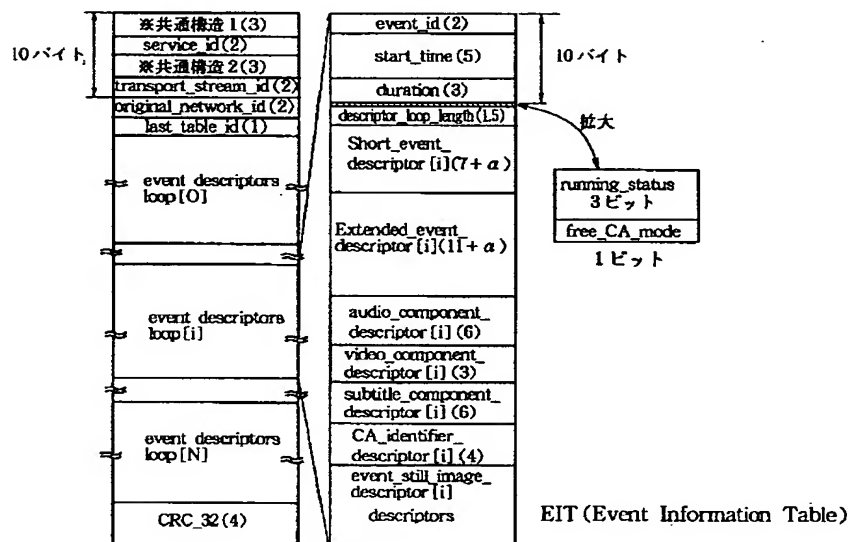 10バイト
※共通構造1(3)
service_id(2)
※共通構造2(3)
transport_stream_id(2)
original_network_id(2)
last_table_id(1)
event descriptors
loop[0]
event descriptors
loop[i]
event descriptors
loop[N]
CRC_32(4)
event_id(2)
start_time(5)
duration(3)
descriptor_loop_length(1.5)
Short_event_
descriptor[i](7+α)
Extended_event_
descriptor[i](11+α)
audio_component_
descriptor[i](6)
video_component_
descriptor[i](3)
subtitle_component_
descriptor[i](6)
CA_identifier_
descriptor[i](4)
event_still_image_
descriptor[i]
descriptors
10バイト
拡大
running_status
3ビット
free_CA_mode
1ビット
EIT(Event Information Table)